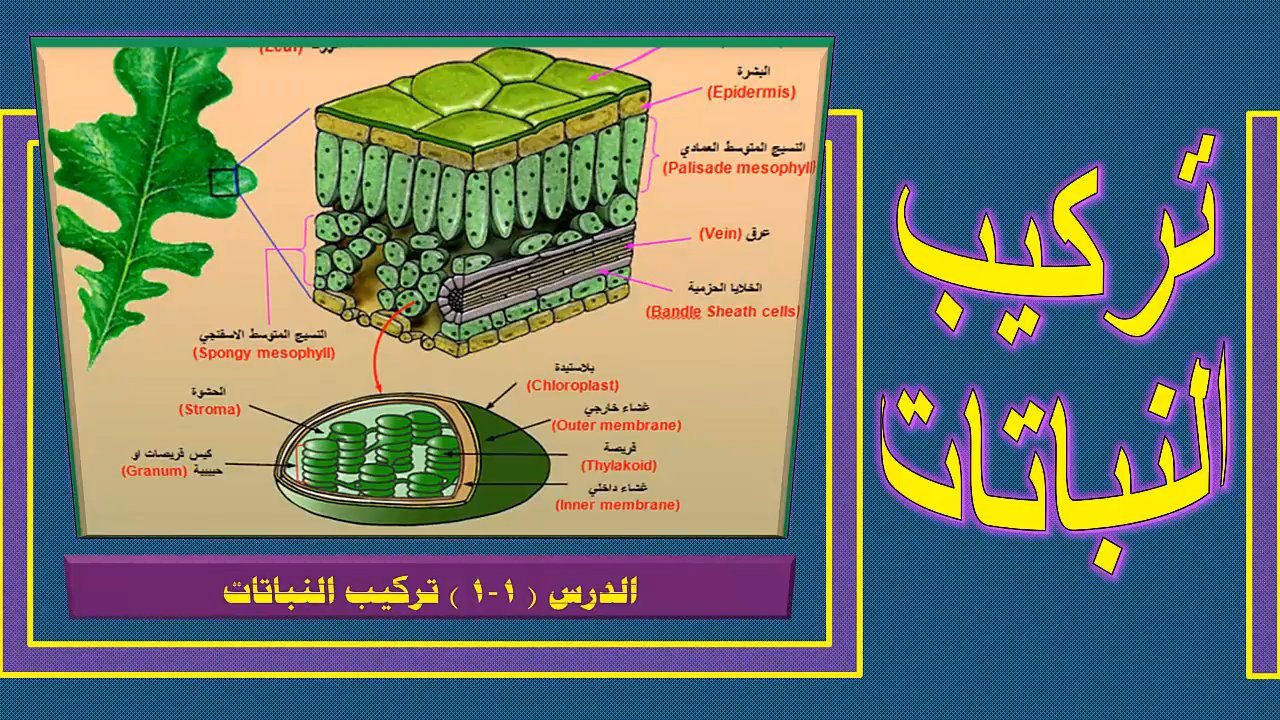 تركيب
النباتات
البشرة
(Epidermis)
النسيج المتوسط العمادي
(Palisade mesophyll
عرق (Vein)
الخلايا الحزمية
(Bandle Sheath cells)
النسيج المتوسط الاسفنجي
(Spongy mesophyll)
بلاستيدة
(Chloroplast)
الحشوة
(Stroma)
غشاء خارجي
(Outer membrane)
كيس قريصات او
حبيبية (Granum)
قريصة
(Thylakoid)
غشاء داخلي
(Inner membrane)
الدرس ( ١-١ ) تركيب النباتات